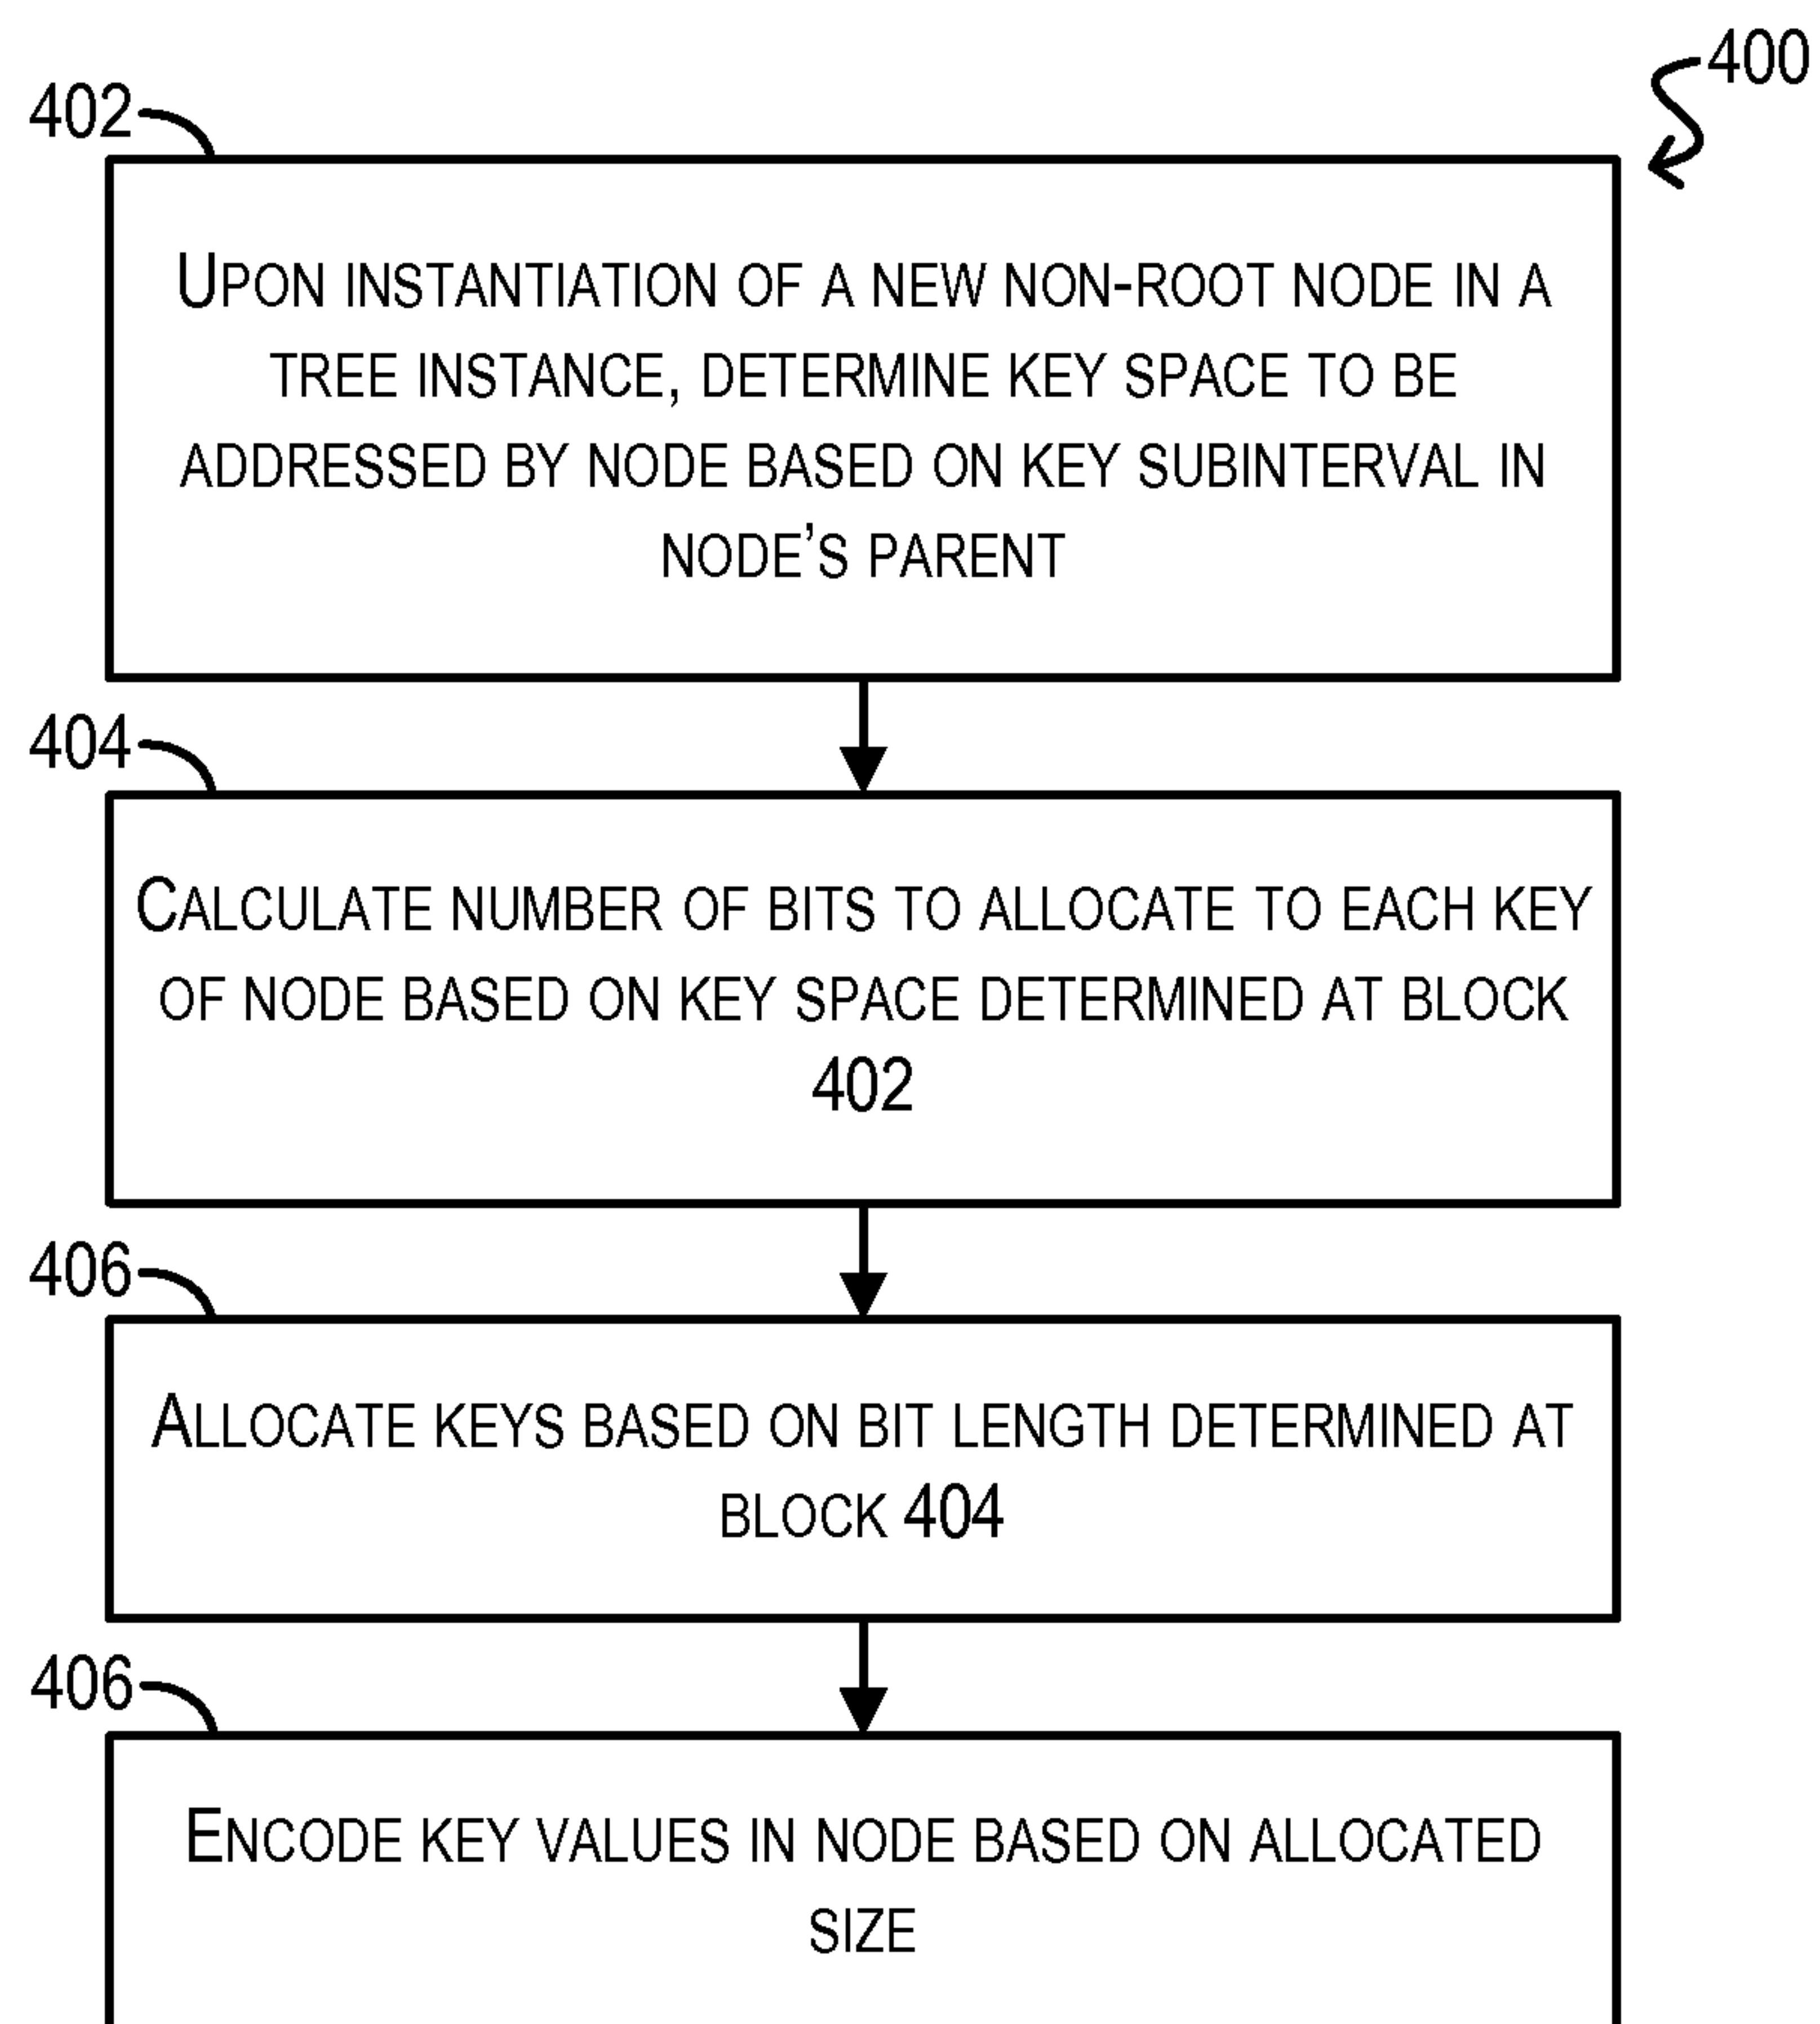 400
402
UPON INSTANTIATION OF A NEW NON-ROOT NODE IN A
TREE INSTANCE, DETERMINE KEY SPACE TO BE
ADDRESSED BY NODE BASED ON KEY SUBINTERVAL IN
NODE'S PARENT
404
CALCULATE NUMBER OF BITS TO ALLOCATE TO EACH KEY
OF NODE BASED ON KEY SPACE DETERMINED AT BLOCK
402
406
ALLOCATE KEYS BASED ON BIT LENGTH DETERMINED AT
BLOCK 404
406
ENCODE KEY VALUES IN NODE BASED ON ALLOCATED
SIZE